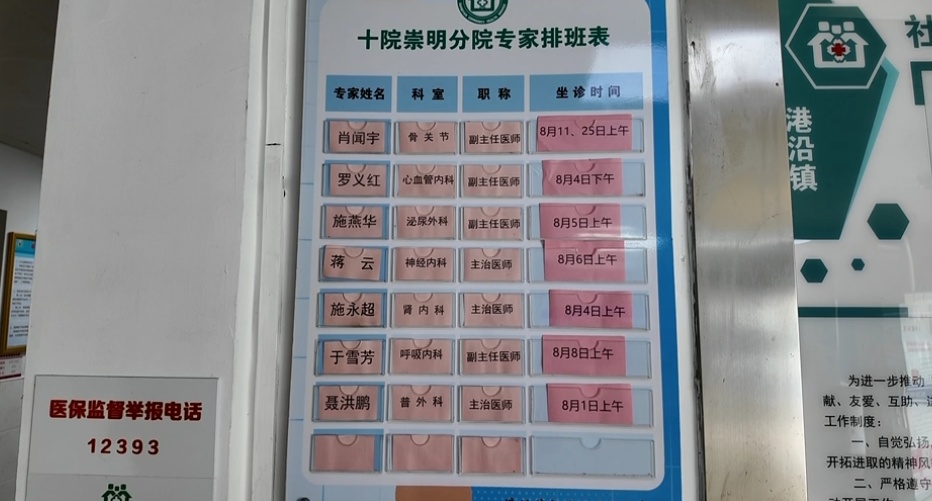 十院崇明分院专家排班表
专家姓名 科室 职称 坐诊时间
肖闻宇 骨关节 副主任医师 8月11、25日上午
罗义红 心血管内科 副主任医师 8月4日下午
施燕华 泌尿外科 副主任医师 8月5日上午
蒋云 神经内科 主治医师 8月6日上午
施永超 肾内科 主治医师 8月4日上午
于雪芳 呼吸内科 副主任医师 8月8日上午
聂洪鹏 普外科 主治医师 8月1日上午
医保监督举报电话
12393
社
港沿镇
为进一步推动
献、友爱、互助、
工作制度：
一、自觉弘扬
开拓进取的精神风
二、严格遵守